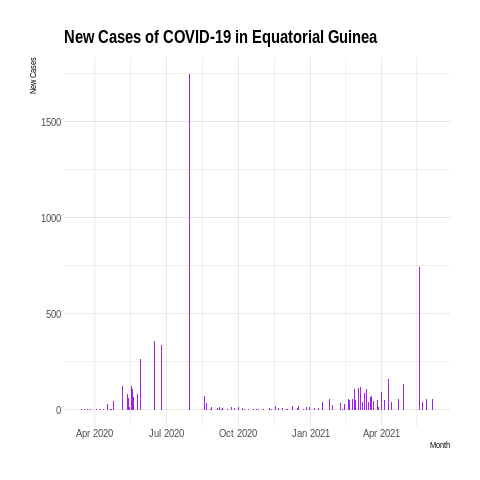 New Cases of COVID-19 in Equatorial Guinea
New Cases
1500
1000
500
0
Apr 2020 Jul 2020 Oct 2020 Jan 2021 Apr 2021
Month